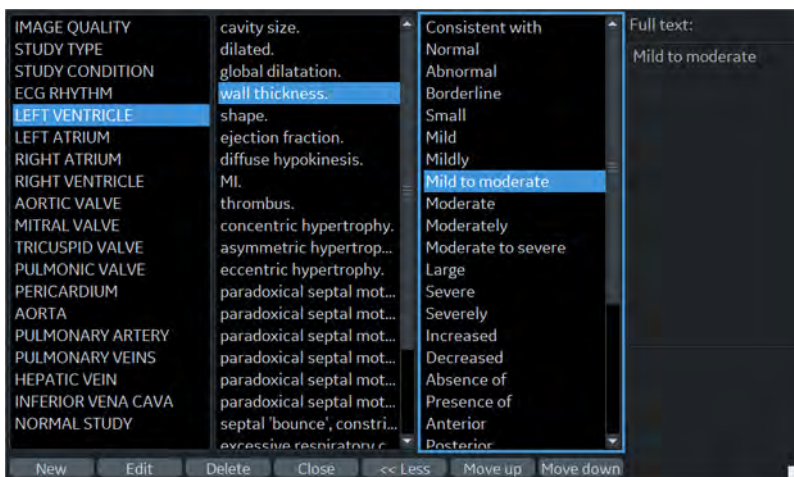 IMAGE QUALITY
STUDY TYPE
STUDY CONDITION
ECG RHYTHM
LEFT VENTRICLE
LEFT ATRIUM
RIGHT ATRIUM
RIGHT VENTRICLE
AORTIC VALVE
MITRAL VALVE
TRICUSPID VALVE
PULMONIC VALVE
PERICARDIUM
AORTA
PULMONARY ARTERY
PULMONARY VEINS
HEPATIC VEIN
INFERIOR VENA CAVA
NORMAL STUDY
cavity size.
dilated.
global dilatation.
wall thickness.
shape.
ejection fraction.
diffuse hypokinesis.
MI.
thrombus.
concentric hypertrophy.
asymmetric hypertrop...
eccentric hypertrophy.
paradoxical septal mot...
paradoxical septal mot...
paradoxical septal mot...
paradoxical septal mot...
paradoxical septal mot...
paradoxical septal mot...
septal 'bounce', constri...
excessive respiratory c...
Consistent with
Normal
Abnormal
Borderline
Small
Mild
Mildly
Mild to moderate
Moderate
Moderately
Moderate to severe
Large
Severe
Severely
Increased
Decreased
Absence of
Presence of
Anterior
Posterior
Full text:
Mild to moderate
New
Edit
Delete
Close
<< Less
Move up
Move down